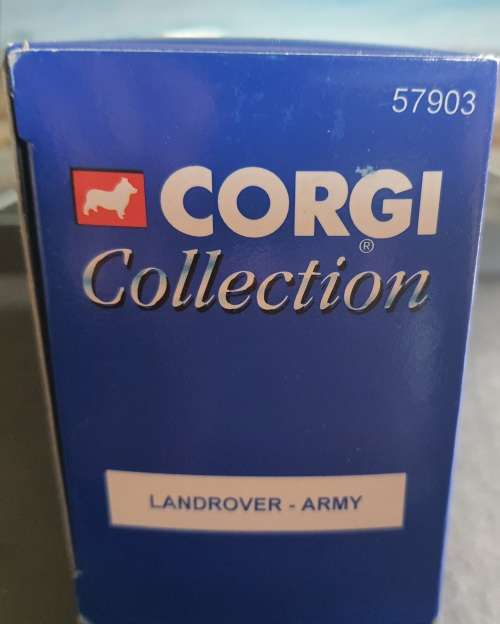 57903
CORGI
®
Collection
LANDROVER - ARMY